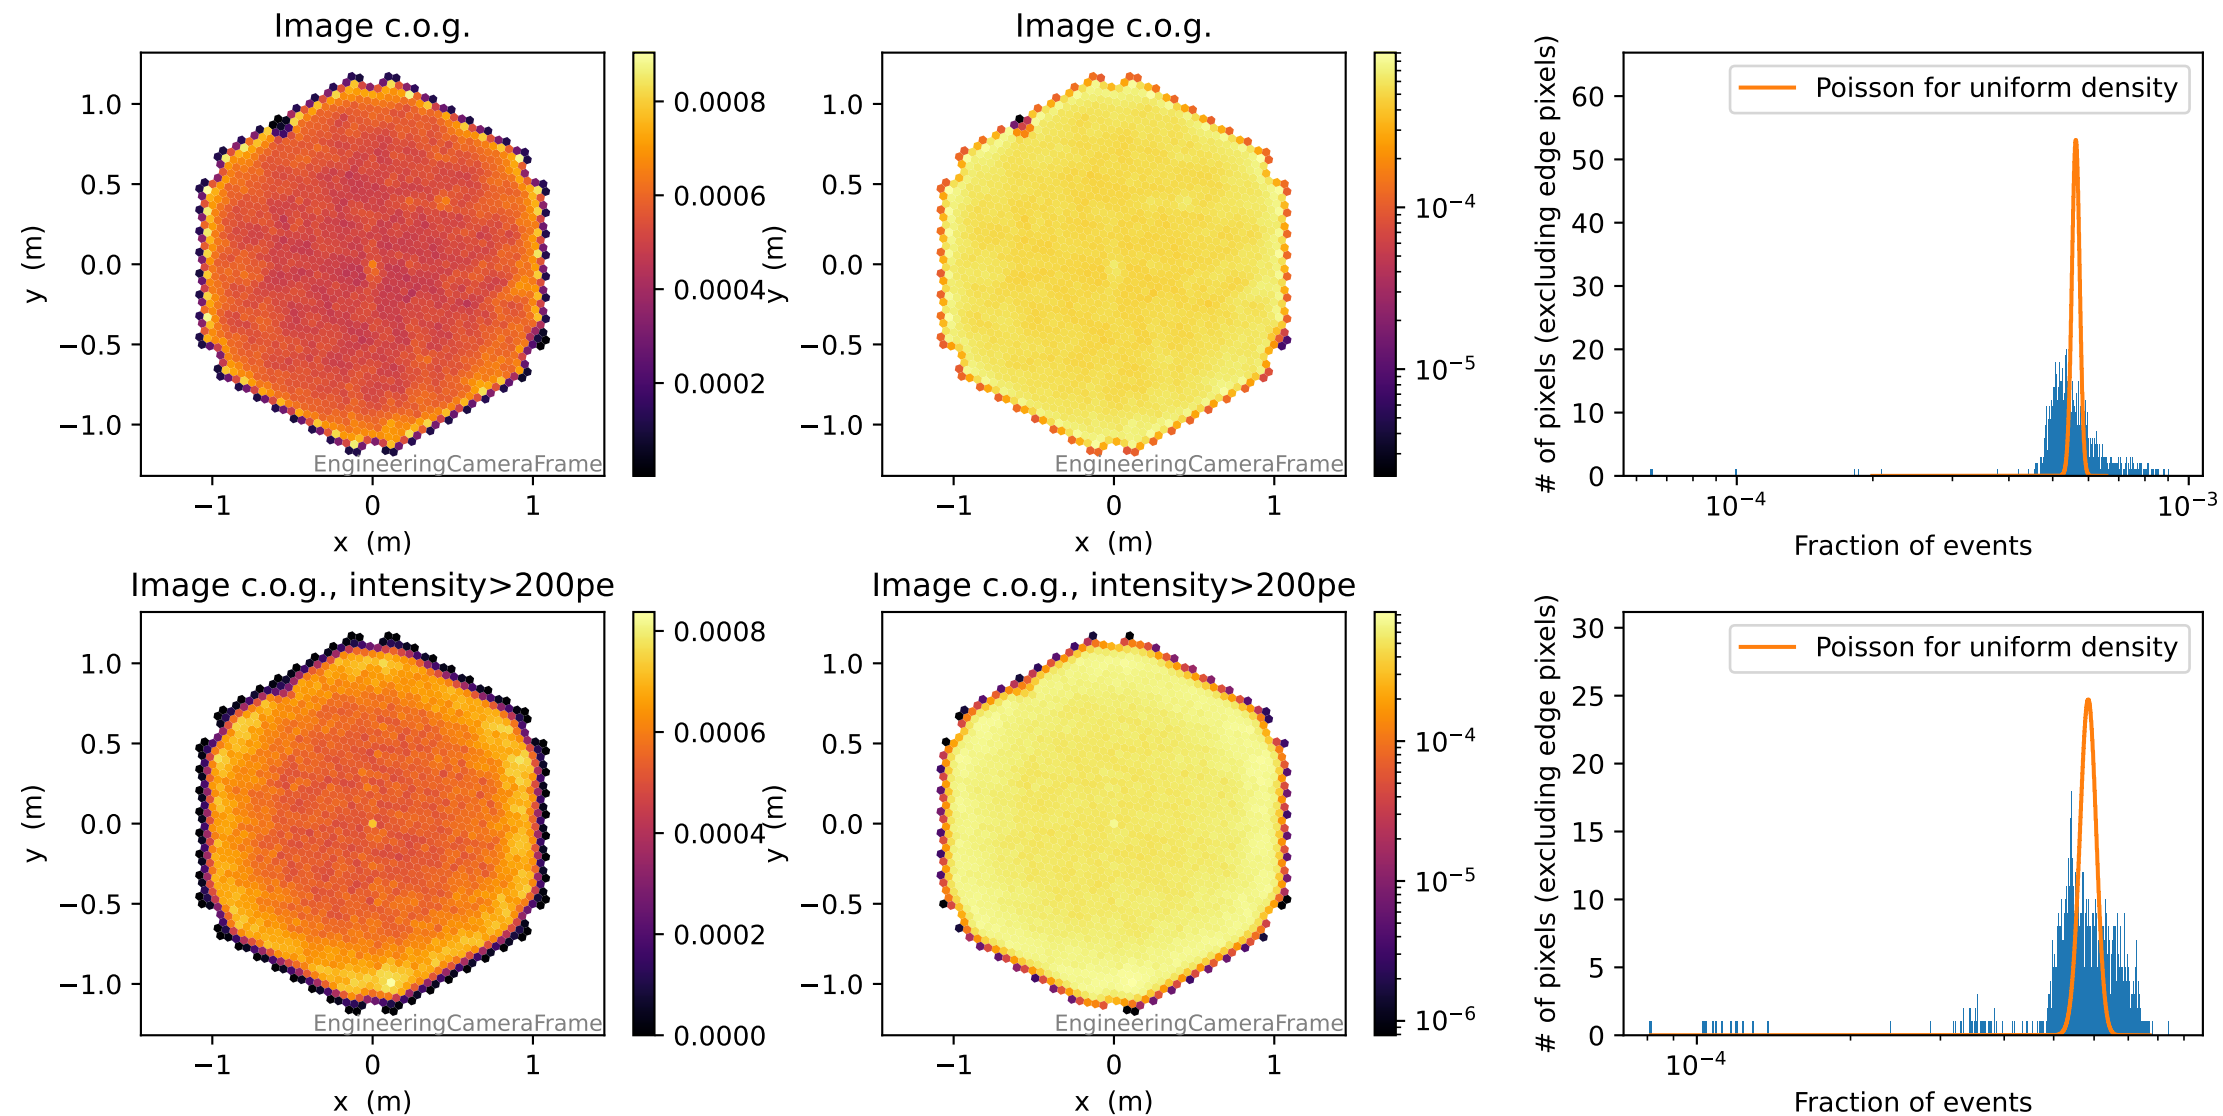 Image c.o.g.
y (m)
1.0
0.5
0.0
−0.5
−1.0
−1 0 1
x (m)
EngineeringCameraFrame
0.0008
0.0006
0.0004
0.0002
Image c.o.g.
y (m)
1.0
0.5
0.0
−0.5
−1.0
−1 0 1
x (m)
EngineeringCameraFrame
10−4
10−5
# of pixels (excluding edge pixels)
60
50
40
30
20
10
0
Poisson for uniform density
10−4 10−3
Fraction of events
Image c.o.g., intensity>200pe
y (m)
1.0
0.5
0.0
−0.5
−1.0
−1 0 1
x (m)
EngineeringCameraFrame
0.0008
0.0006
0.0004
0.0002
0.0000
Image c.o.g., intensity>200pe
y (m)
1.0
0.5
0.0
−0.5
−1.0
−1 0 1
x (m)
EngineeringCameraFrame
10−4
10−5
10−6
# of pixels (excluding edge pixels)
30
25
20
15
10
5
0
Poisson for uniform density
10−4
Fraction of events